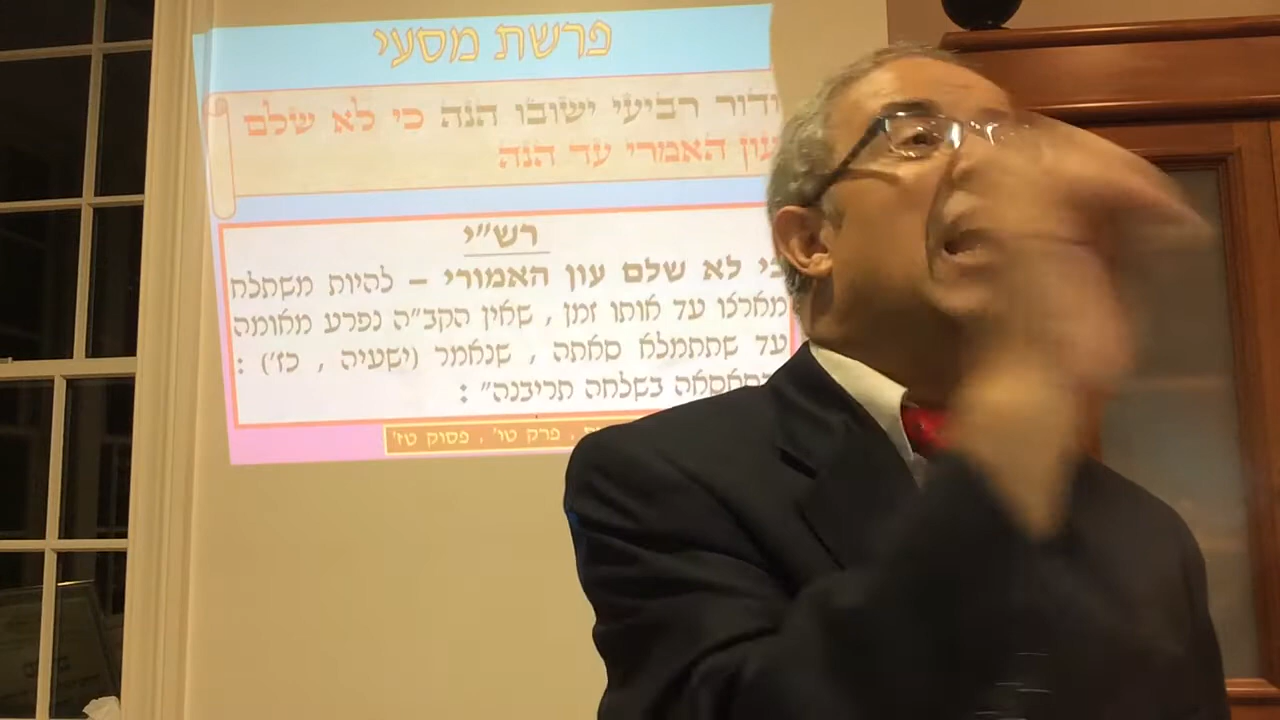 פרשת מסעי
ודור רביעי ישובו הנה כי לא שלם
עון האמרי עד הנה
רש״י
כי לא שלם עון האמורי – להיות משתלח
מארצו עד אותו זמן , שאין הקב״ה נפרע מאומה
עד שתתמלא סאתה , שנאמר (ישעיה , כז׳) :
בשלחה תריבנה״ :
, פרק טו׳ , פסוק טז׳